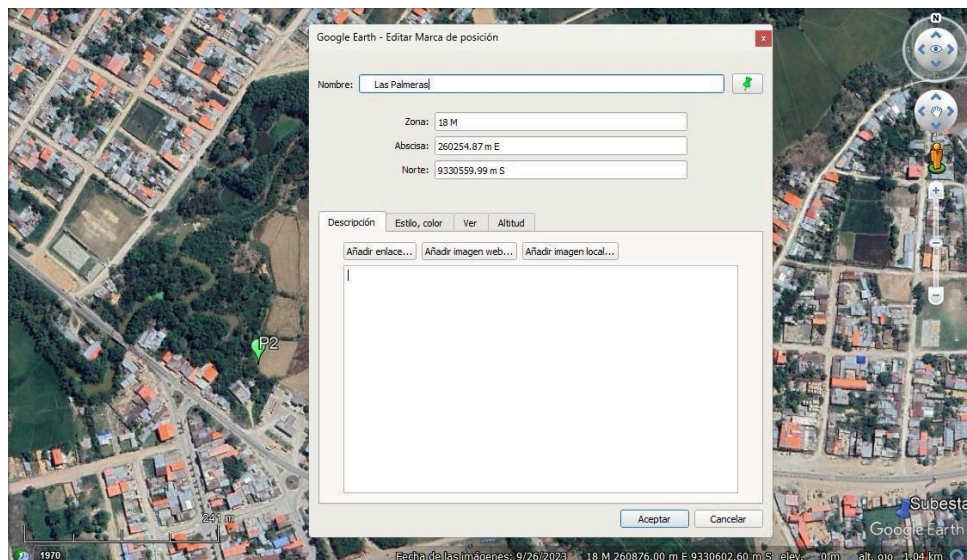 Google Earth - Editar Marca de posición
x
N
Nombre: Las Palmeras
Zona: 18 M
Abscisa: 260254.87 m E
Norte: 9330559.99 m S
Descripción Estilo, color Ver Altitud
Añadir enlace... Añadir imagen web... Añadir imagen local...
P2
Subesta
241 m
Aceptar Cancelar
Google Earth
1970
Fecha de las imágenes: 9/26/2023 18 M 260876.00 m E 9330602.60 m S elev. 0 m alt. ojo 1.04 km